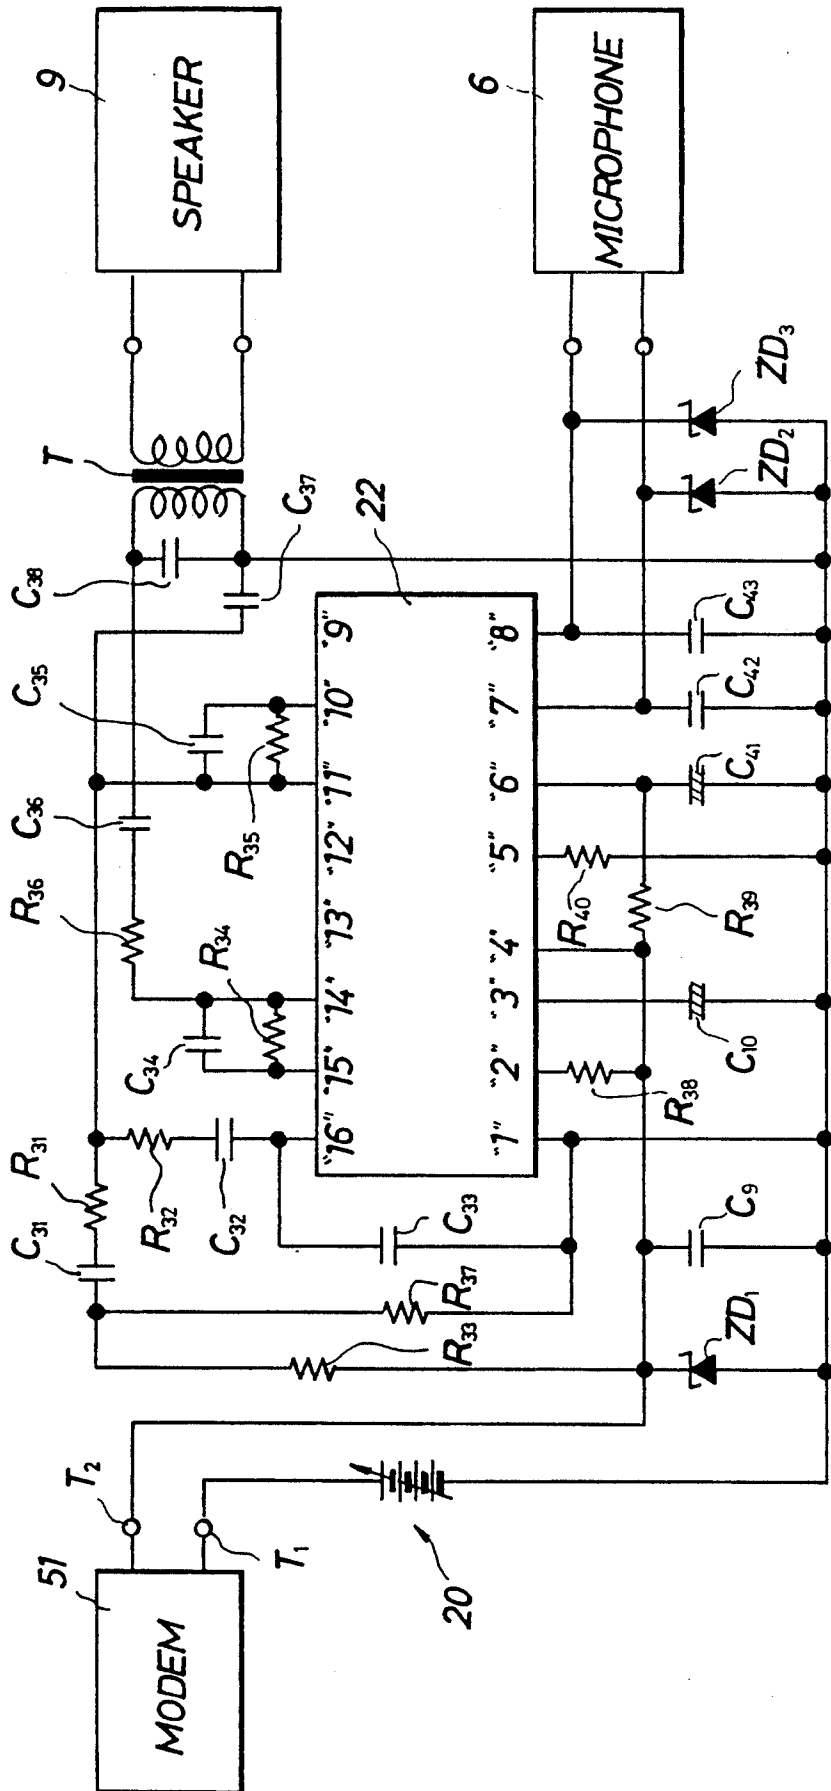 9
SPEAKER
6
MICROPHONE
T
C38
C37
22
ZD3
ZD2
C35
C36
R36
R35
R34
C34
"16"
"15"
"14"
"13"
"12"
"11"
"10"
"9"
"1"
"2"
"3"
"4"
"5"
"6"
"7"
"8"
C43
C42
C41
R40
R39
C10
R38
R31
C31
R32
C32
C33
R37
R33
C9
ZD1
T2
T1
51
MODEM
20